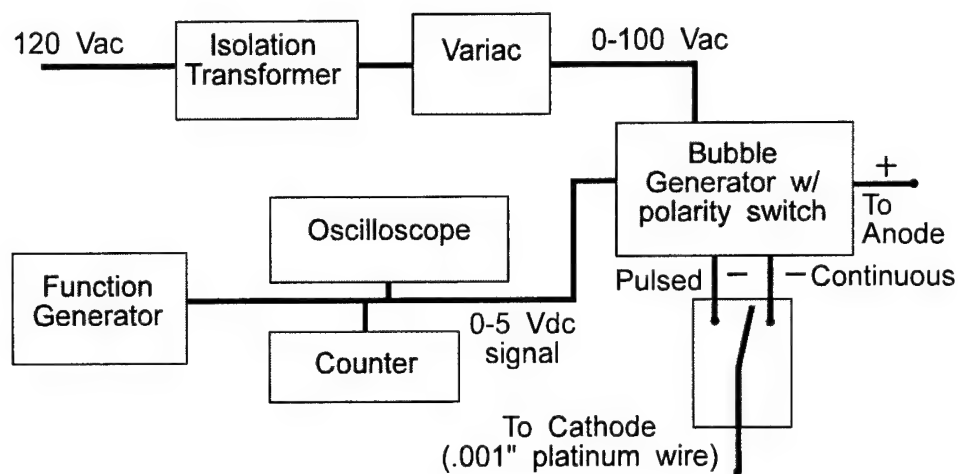 120 Vac
Isolation
Transformer
Variac
0-100 Vac
Bubble
Generator w/
polarity switch
+
To
Anode
Oscilloscope
Function
Generator
Counter
0-5 Vdc
signal
Pulsed
−
−Continuous
To Cathode
(.001" platinum wire)